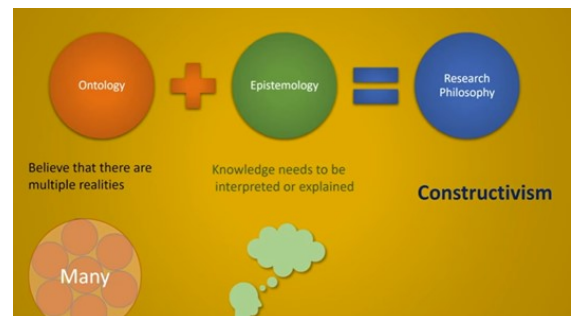 Ontology
Epistemology
Research
Philosophy
Believe that there are
multiple realities
Knowledge needs to be
interpreted or explained
Constructivism
Many